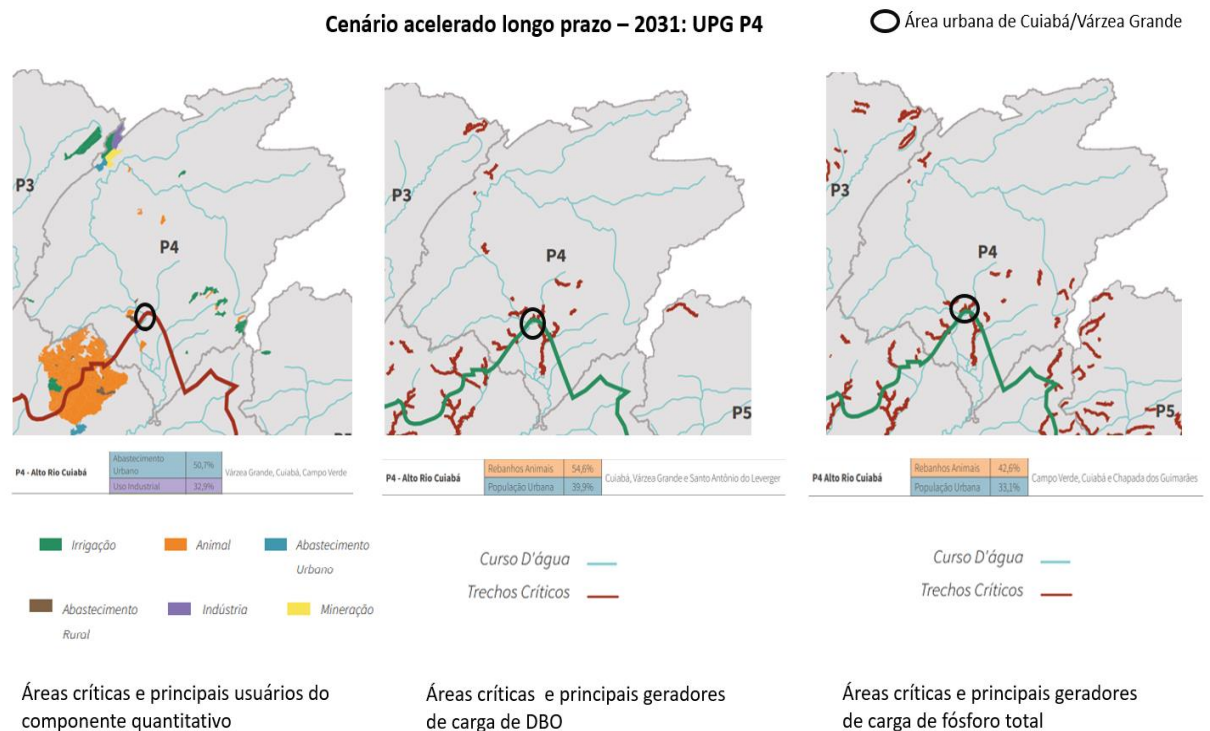 Cenário acelerado longo prazo – 2031: UPG P4
Área urbana de Cuiabá/Várzea Grande
P3
P4
P3
P4
P5
P3
P4
P5
P4 - Alto Rio Cuiabá
Abastecimento
Urbano
50,7%
Uso Industrial
32,9%
Várzea Grande, Cuiabá, Campo Verde
P4 - Alto Rio Cuiabá
Rebanhos Animais
54,6%
População Urbana
39,9%
Cuiabá, Várzea Grande e Santo Antônio do Leverger
P4 Alto Rio Cuiabá
Rebanhos Animais
42,6%
População Urbana
33,1%
Campo Verde, Cuiabá e Chapada dos Guimarães
Irrigação
Animal
Abastecimento
Urbano
Abastecimento
Rural
Indústria
Mineração
Curso D'água
Trechos Críticos
Curso D'água
Trechos Críticos
Áreas críticas e principais usuários do
componente quantitativo
Áreas críticas e principais geradores
de carga de DBO
Áreas críticas e principais geradores
de carga de fósforo total